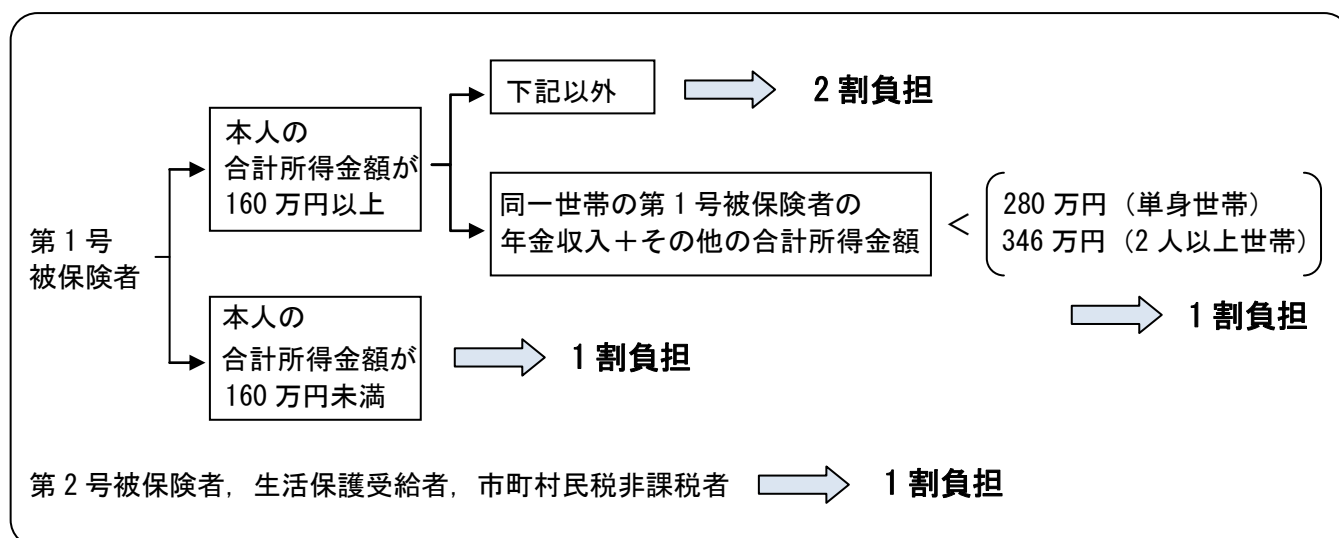 第1号
被保険者
本人の
合計所得金額が
160万円以上
下記以外
2割負担
同一世帯の第1号被保険者の
年金収入+その他の合計所得金額
<
280万円(単身世帯)
346万円(2人以上世帯)
1割負担
本人の
合計所得金額が
160万円未満
1割負担
第2号被保険者,生活保護受給者,市町村民税非課税者
1割負担